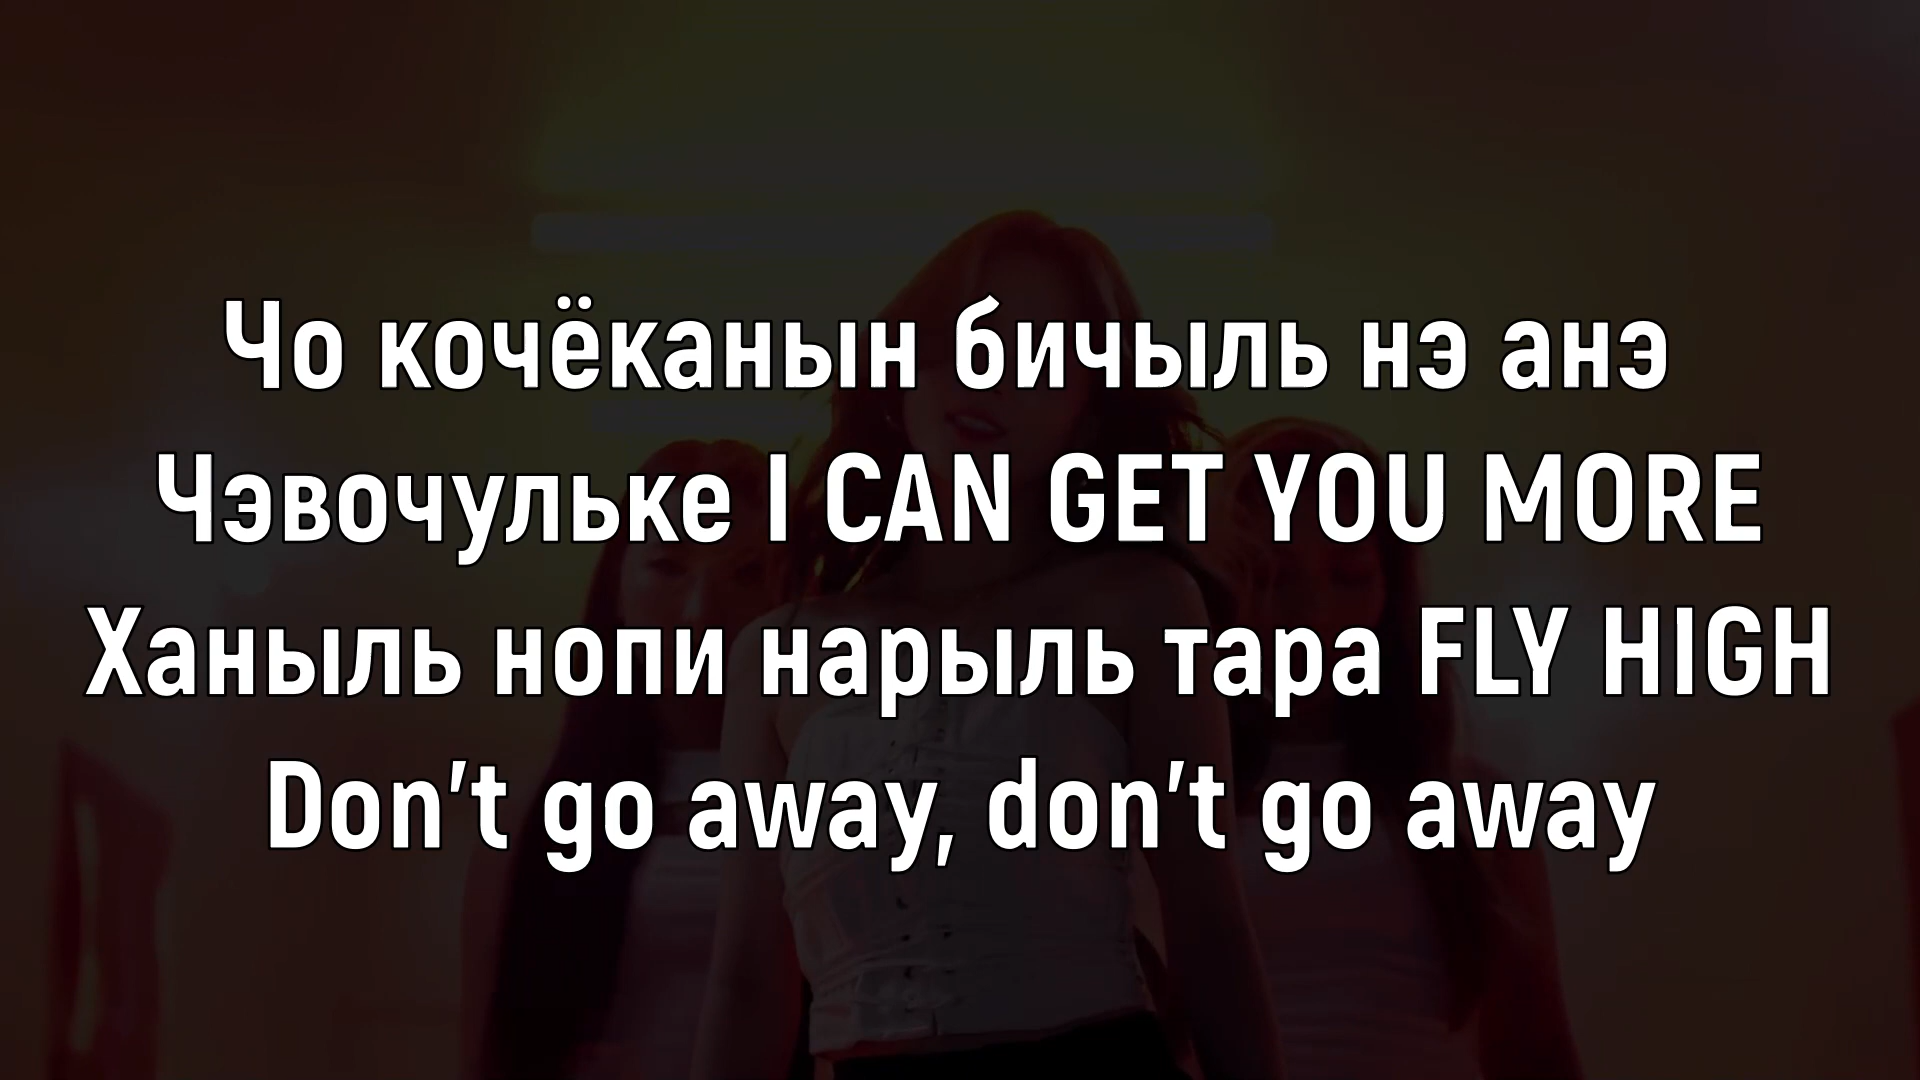 Чо кочёканын бичыль нэ анэ
Чэвочульке I CAN GET YOU MORE
Ханыль нопи нарыль тара FLY HIGH
Don't go away, don't go away